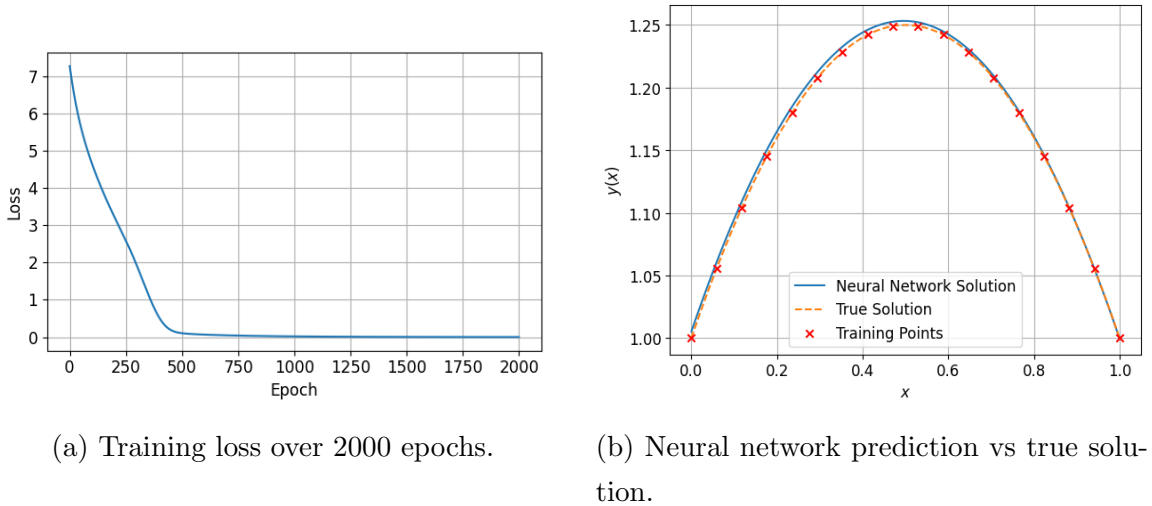 7
6
5
4
3
2
1
0
Loss
0 250 500 750 1000 1250 1500 1750 2000
Epoch
(a) Training loss over 2000 epochs.
1.25
1.20
1.15
1.10
1.05
1.00
y(x)
Neural Network Solution
True Solution
Training Points
0.0 0.2 0.4 0.6 0.8 1.0
x
(b) Neural network prediction vs true solu-
tion.